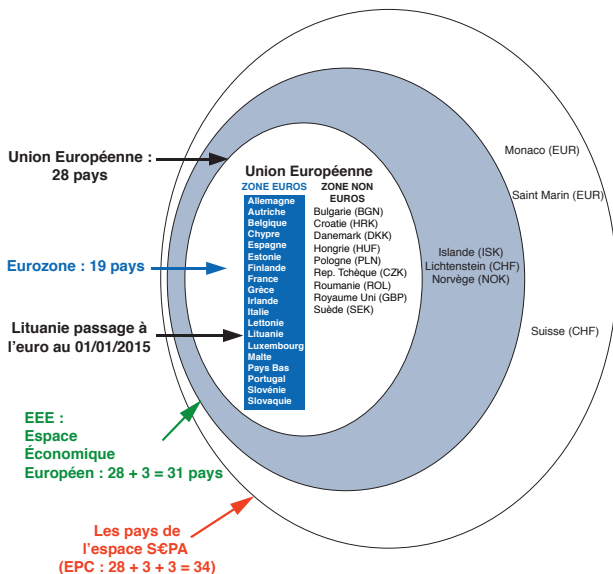 Union Européenne :
28 pays
Eurozone : 19 pays
Lituanie passage à
l'euro au 01/01/2015
EEE :
Espace
Économique
Européen : 28 + 3 = 31 pays
Les pays de
l'espace S€PA
(EPC : 28 + 3 + 3 = 34)
Union Européenne
ZONE EUROS
Allemagne
Autriche
Belgique
Chypre
Espagne
Estonie
Finlande
France
Grèce
Irlande
Italie
Lettonie
Lituanie
Luxembourg
Malte
Pays Bas
Portugal
Slovénie
Slovaquie
ZONE NON
EUROS
Bulgarie (BGN)
Croatie (HRK)
Danemark (DKK)
Hongrie (HUF)
Pologne (PLN)
Rep. Tchèque (CZK)
Roumanie (ROL)
Royaume Uni (GBP)
Suède (SEK)
Islande (ISK)
Lichtenstein (CHF)
Norvège (NOK)
Monaco (EUR)
Saint Marin (EUR)
Suisse (CHF)